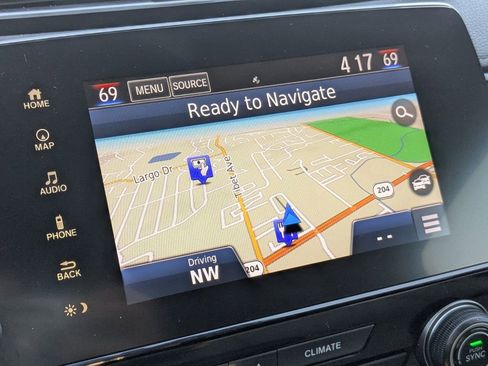 69
MENU
SOURCE
4 17
69
Ready to Navigate
HOME
MAP
AUDIO
PHONE
BACK
Largo Dr
Tibet Ave
204
204
Driving
NW
--
CLIMATE
PUSH
SYNC